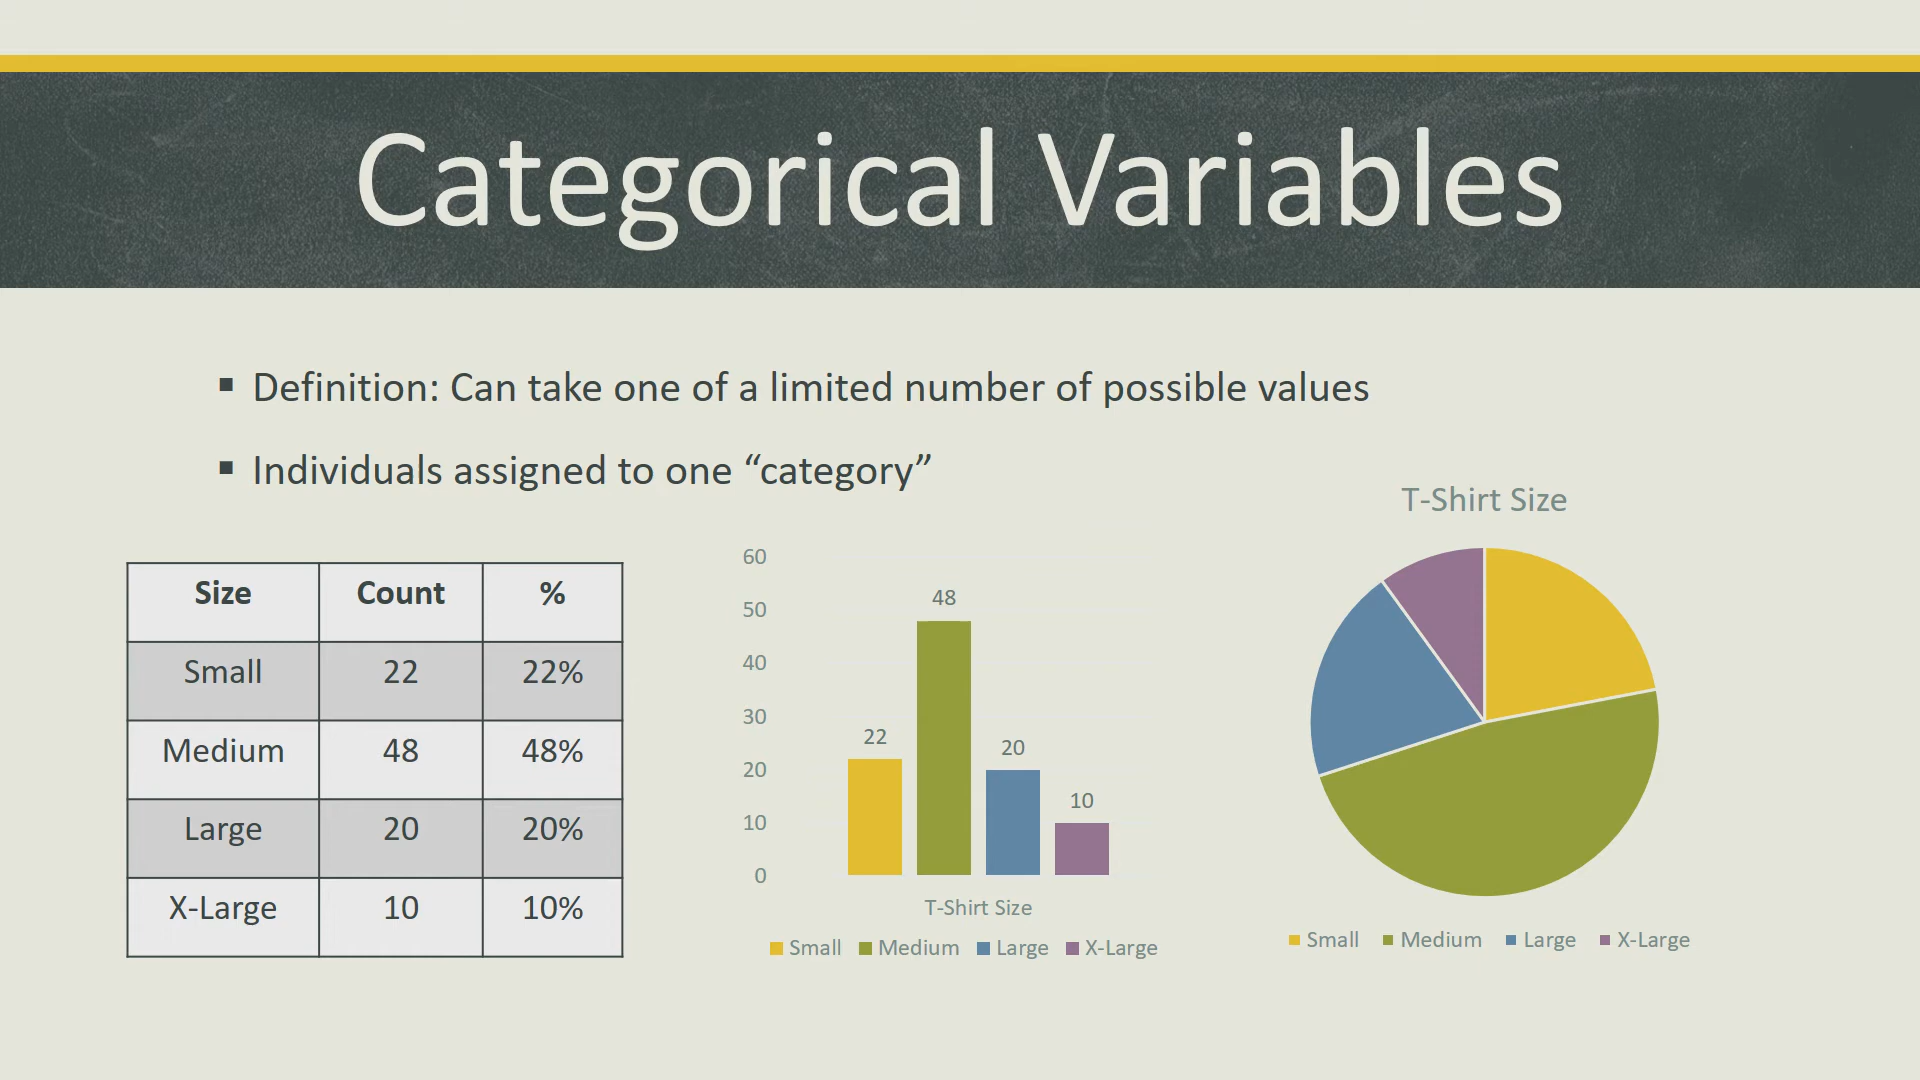 Categorical Variables
▪ Definition: Can take one of a limited number of possible values
▪ Individuals assigned to one “category”
Size Count %
Small 22 22%
Medium 48 48%
Large 20 20%
X-Large 10 10%
60
50
40
30
20
10
0
22
48
20
10
T-Shirt Size
Small Medium Large X-Large
T-Shirt Size
Small Medium Large X-Large